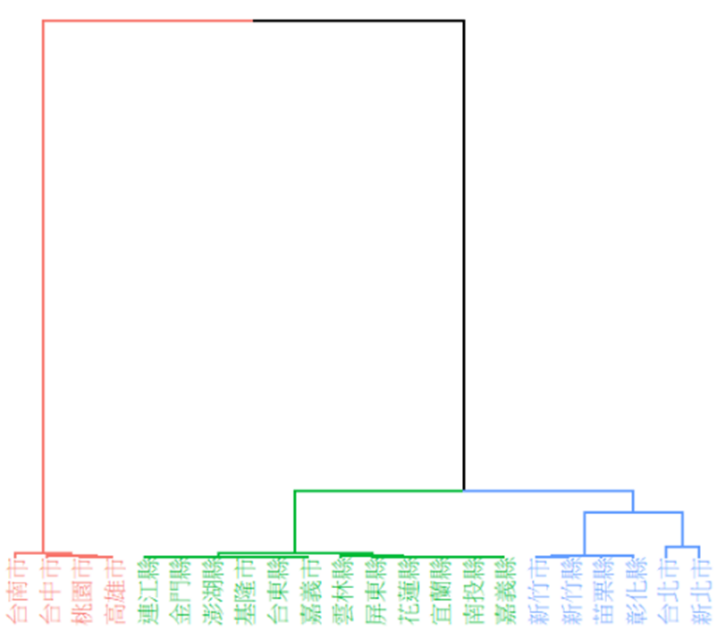 台南市
台中市
桃園市
高雄市
連江縣
金門縣
澎湖縣
基隆市
台東縣
嘉義市
雲林縣
屏東縣
花蓮縣
宜蘭縣
南投縣
嘉義縣
新竹市
新竹縣
苗栗縣
彰化縣
台北市
新北市